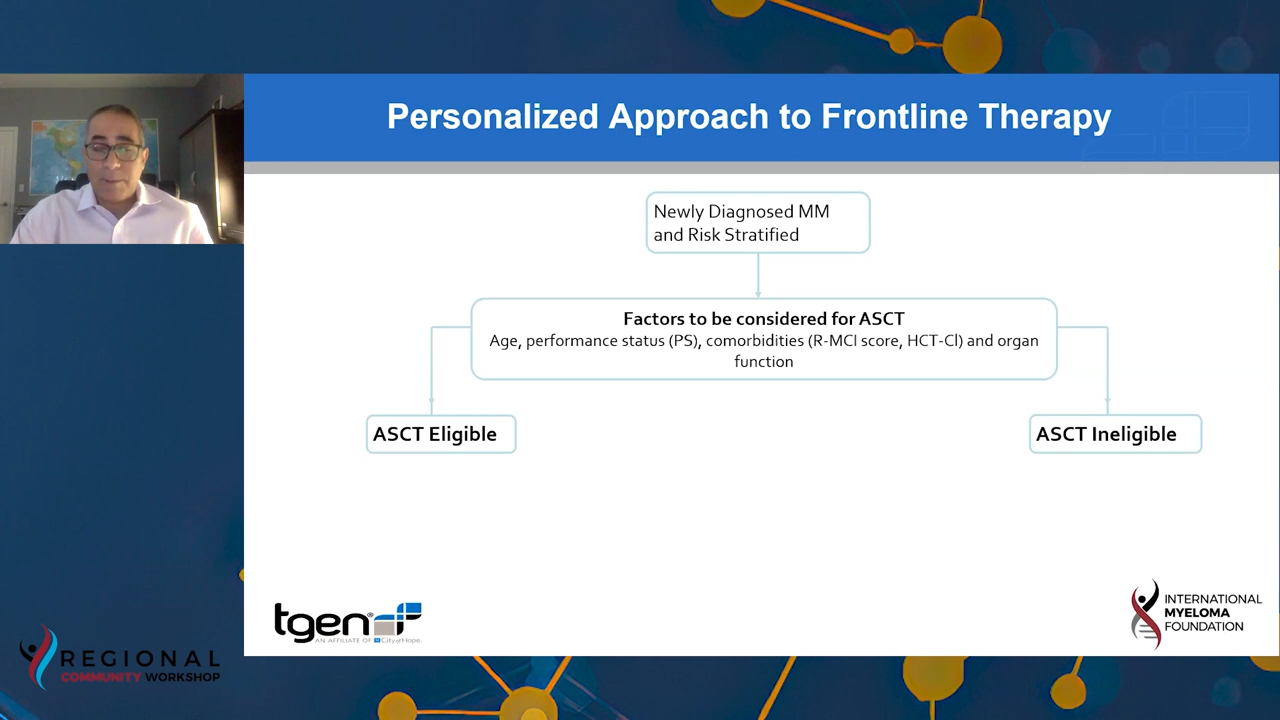 Personalized Approach to Frontline Therapy
Newly Diagnosed MM
and Risk Stratified
Factors to be considered for ASCT
Age, performance status (PS), comorbidities (R-MCI score, HCT-Cl) and organ
function
ASCT Eligible
ASCT Ineligible
tgen®
AN AFFILIATE OF City of Hope.
INTERNATIONAL
MYELOMA
FOUNDATION
REGIONAL
COMMUNITY WORKSHOP